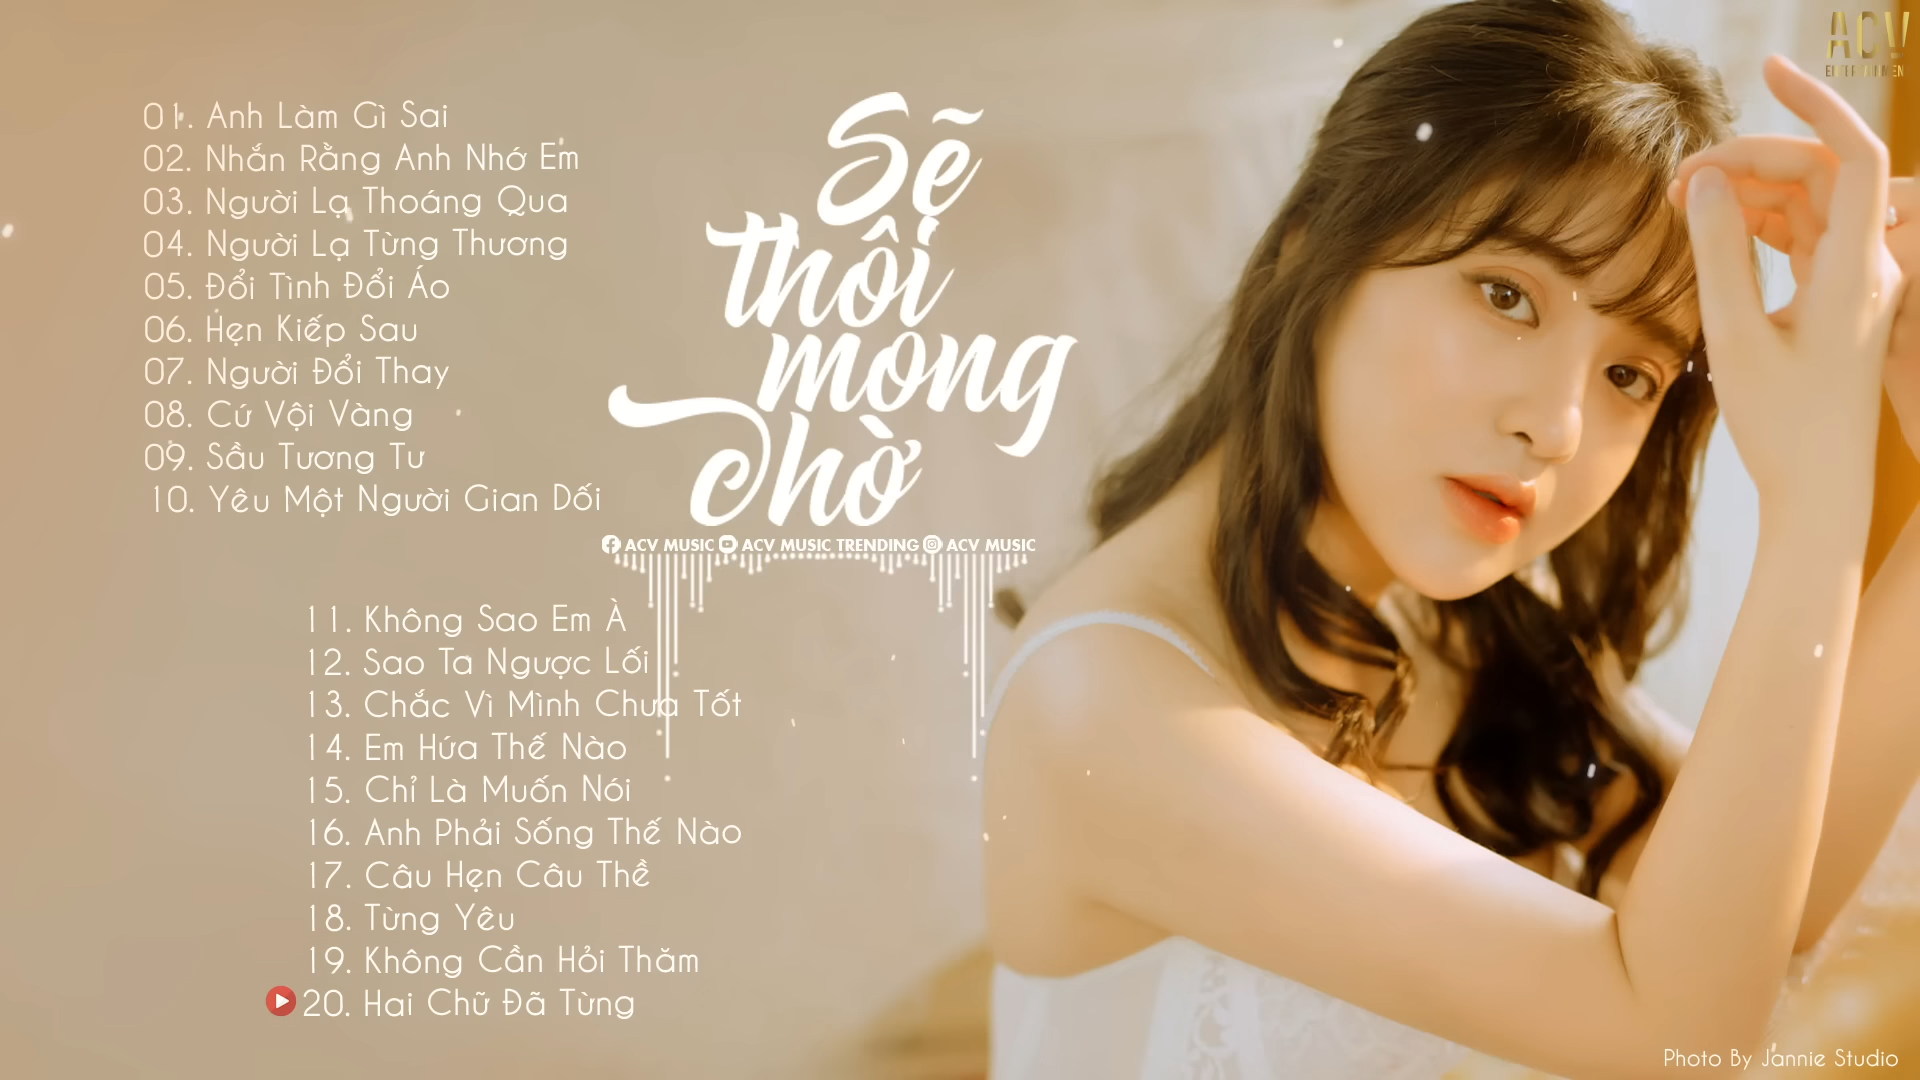 ACV
ENTERTAINMENT
01. Anh Làm Gì Sai
02. Nhắn Rằng Anh Nhớ Em
03. Người Lạ Thoáng Qua
04. Người Lạ Từng Thương
05. Đổi Tình Đổi Áo
06. Hẹn Kiếp Sau
07. Người Đổi Thay
08. Cứ Vội Vàng
09. Sầu Tương Tư
10. Yêu Một Người Gian Dối
Sẽ
thôi
mong
chờ
ACV MUSIC ACV MUSIC TRENDING ACV MUSIC
11. Không Sao Em À
12. Sao Ta Ngược Lối
13. Chắc Vì Mình Chưa Tốt
14. Em Hứa Thế Nào
15. Chỉ Là Muốn Nói
16. Anh Phải Sống Thế Nào
17. Câu Hẹn Câu Thề
18. Từng Yêu
19. Không Cần Hỏi Thăm
20. Hai Chữ Đã Từng
Photo By Jannie Studio